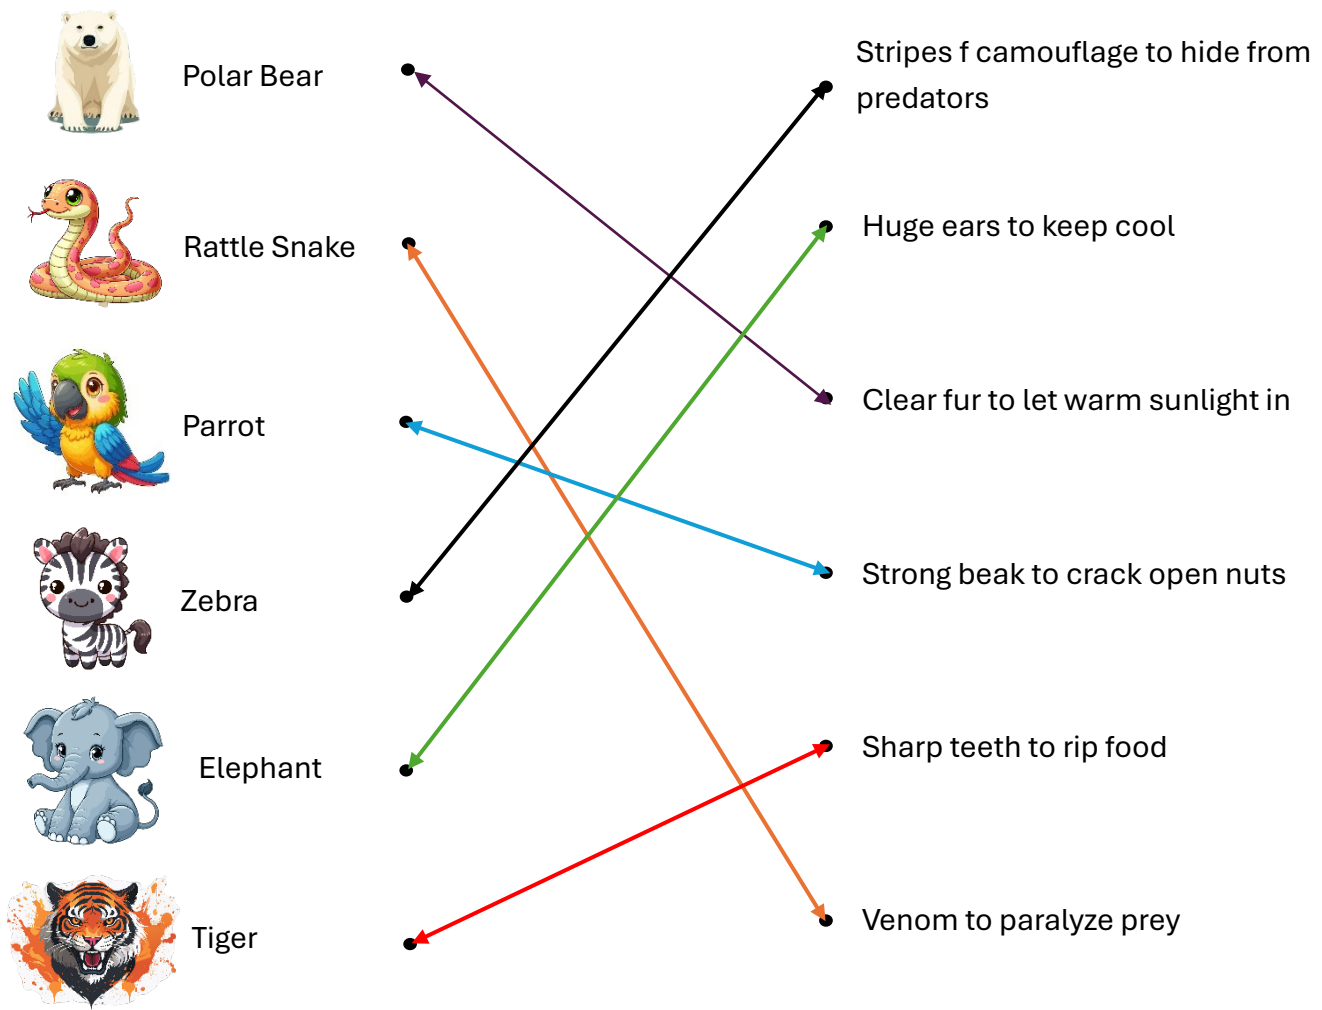 Polar Bear
Stripes f camouflage to hide from
predators
Rattle Snake
Huge ears to keep cool
Parrot
Clear fur to let warm sunlight in
Zebra
Strong beak to crack open nuts
Elephant
Sharp teeth to rip food
Tiger
Venom to paralyze prey